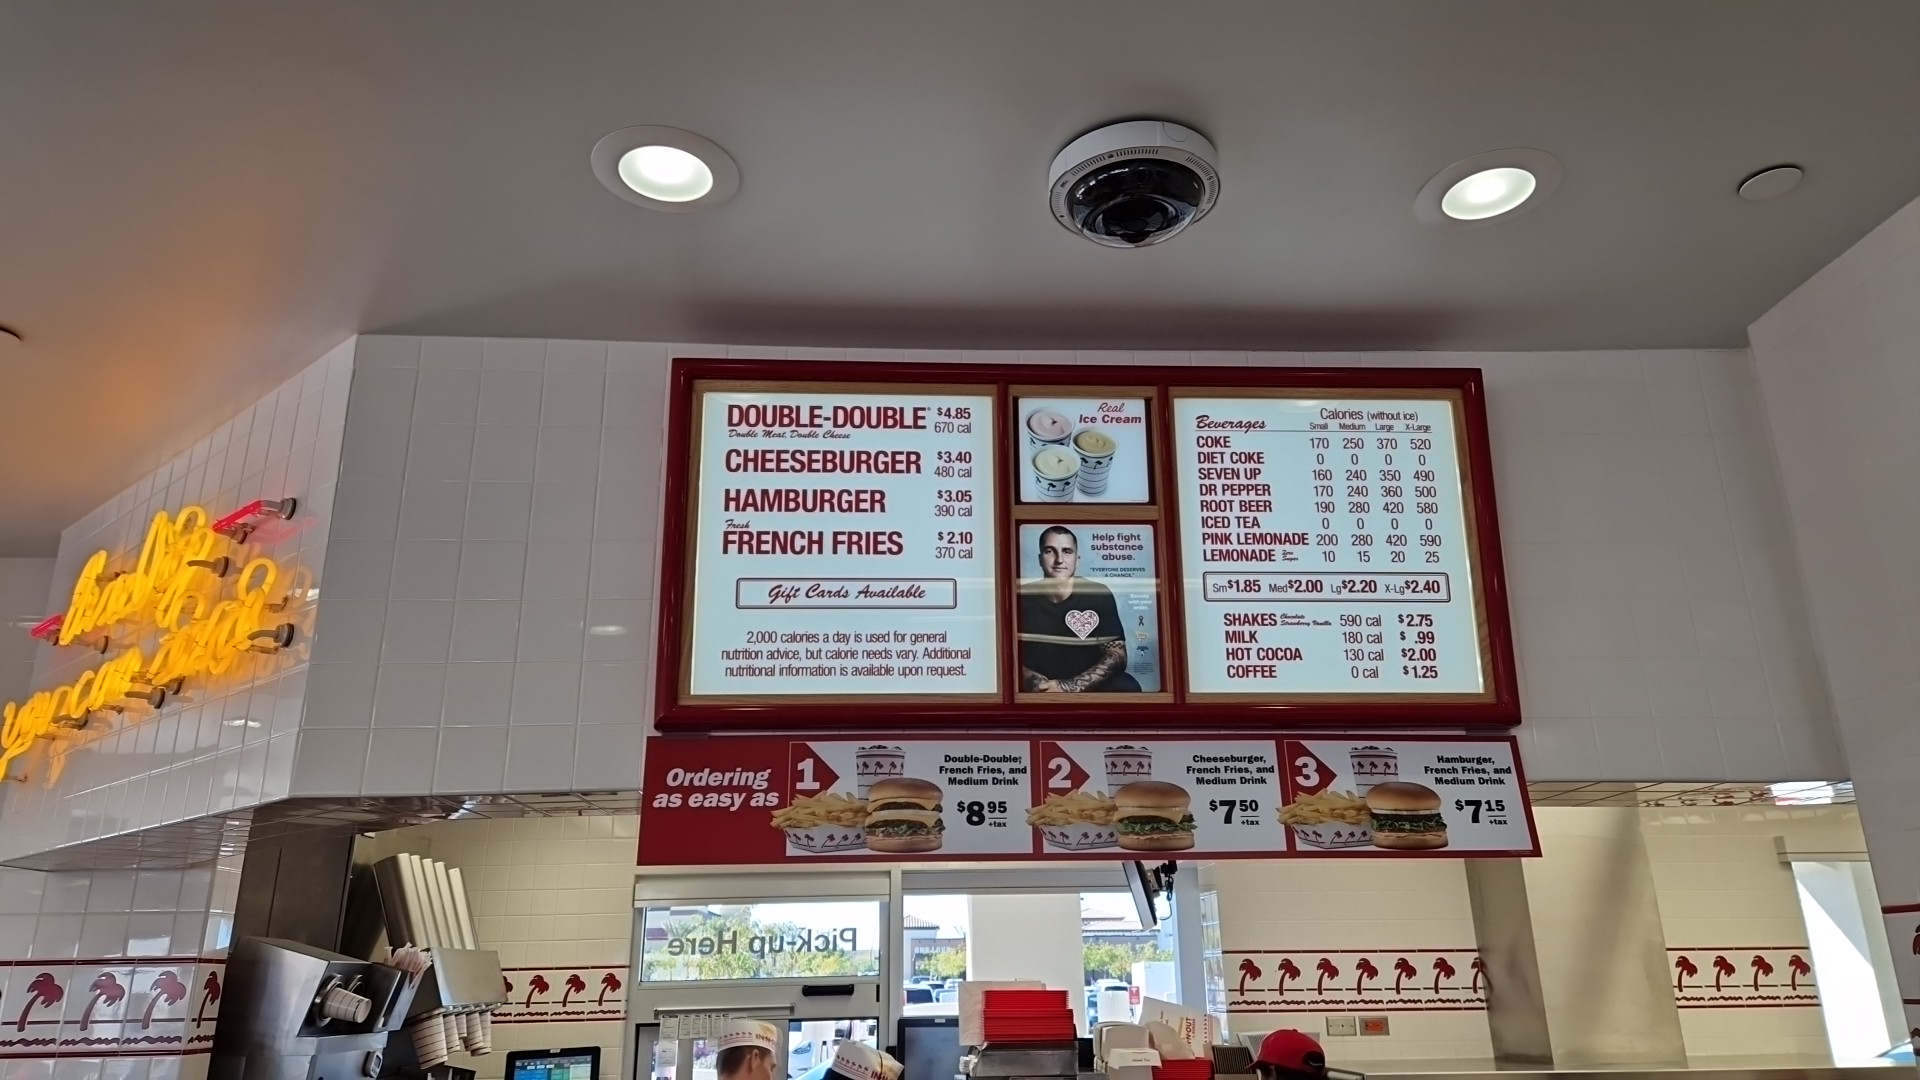 Quality
you can taste
DOUBLE-DOUBLE® $4.85
Double Meat, Double Cheese 670 cal
CHEESEBURGER $3.40
480 cal
HAMBURGER $3.05
390 cal
Fresh
FRENCH FRIES $2.10
370 cal
Gift Cards Available
2,000 calories a day is used for general
nutrition advice, but calorie needs vary. Additional
nutritional information is available upon request.
Real
Ice Cream
Help fight
substance
abuse.
"EVERYONE DESERVES
A CHANCE."
Beverages Calories (without ice)
Small Medium Large X-Large
COKE 170 250 370 520
DIET COKE 0 0 0 0
SEVEN UP 160 240 350 490
DR PEPPER 170 240 360 500
ROOT BEER 190 280 420 580
ICED TEA 0 0 0 0
PINK LEMONADE 200 280 420 590
LEMONADE Zero Sugar 10 15 20 25
Sm$1.85 Med$2.00 Lg$2.20 X-Lg$2.40
SHAKES Chocolate Strawberry Vanilla 590 cal $2.75
MILK 180 cal $ .99
HOT COCOA 130 cal $2.00
COFFEE 0 cal $1.25
Ordering
as easy as
1
Double-Double®,
French Fries, and
Medium Drink
$8 95
+tax
2
Cheeseburger,
French Fries, and
Medium Drink
$7 50
+tax
3
Hamburger,
French Fries, and
Medium Drink
$7 15
+tax
Pick-up Here